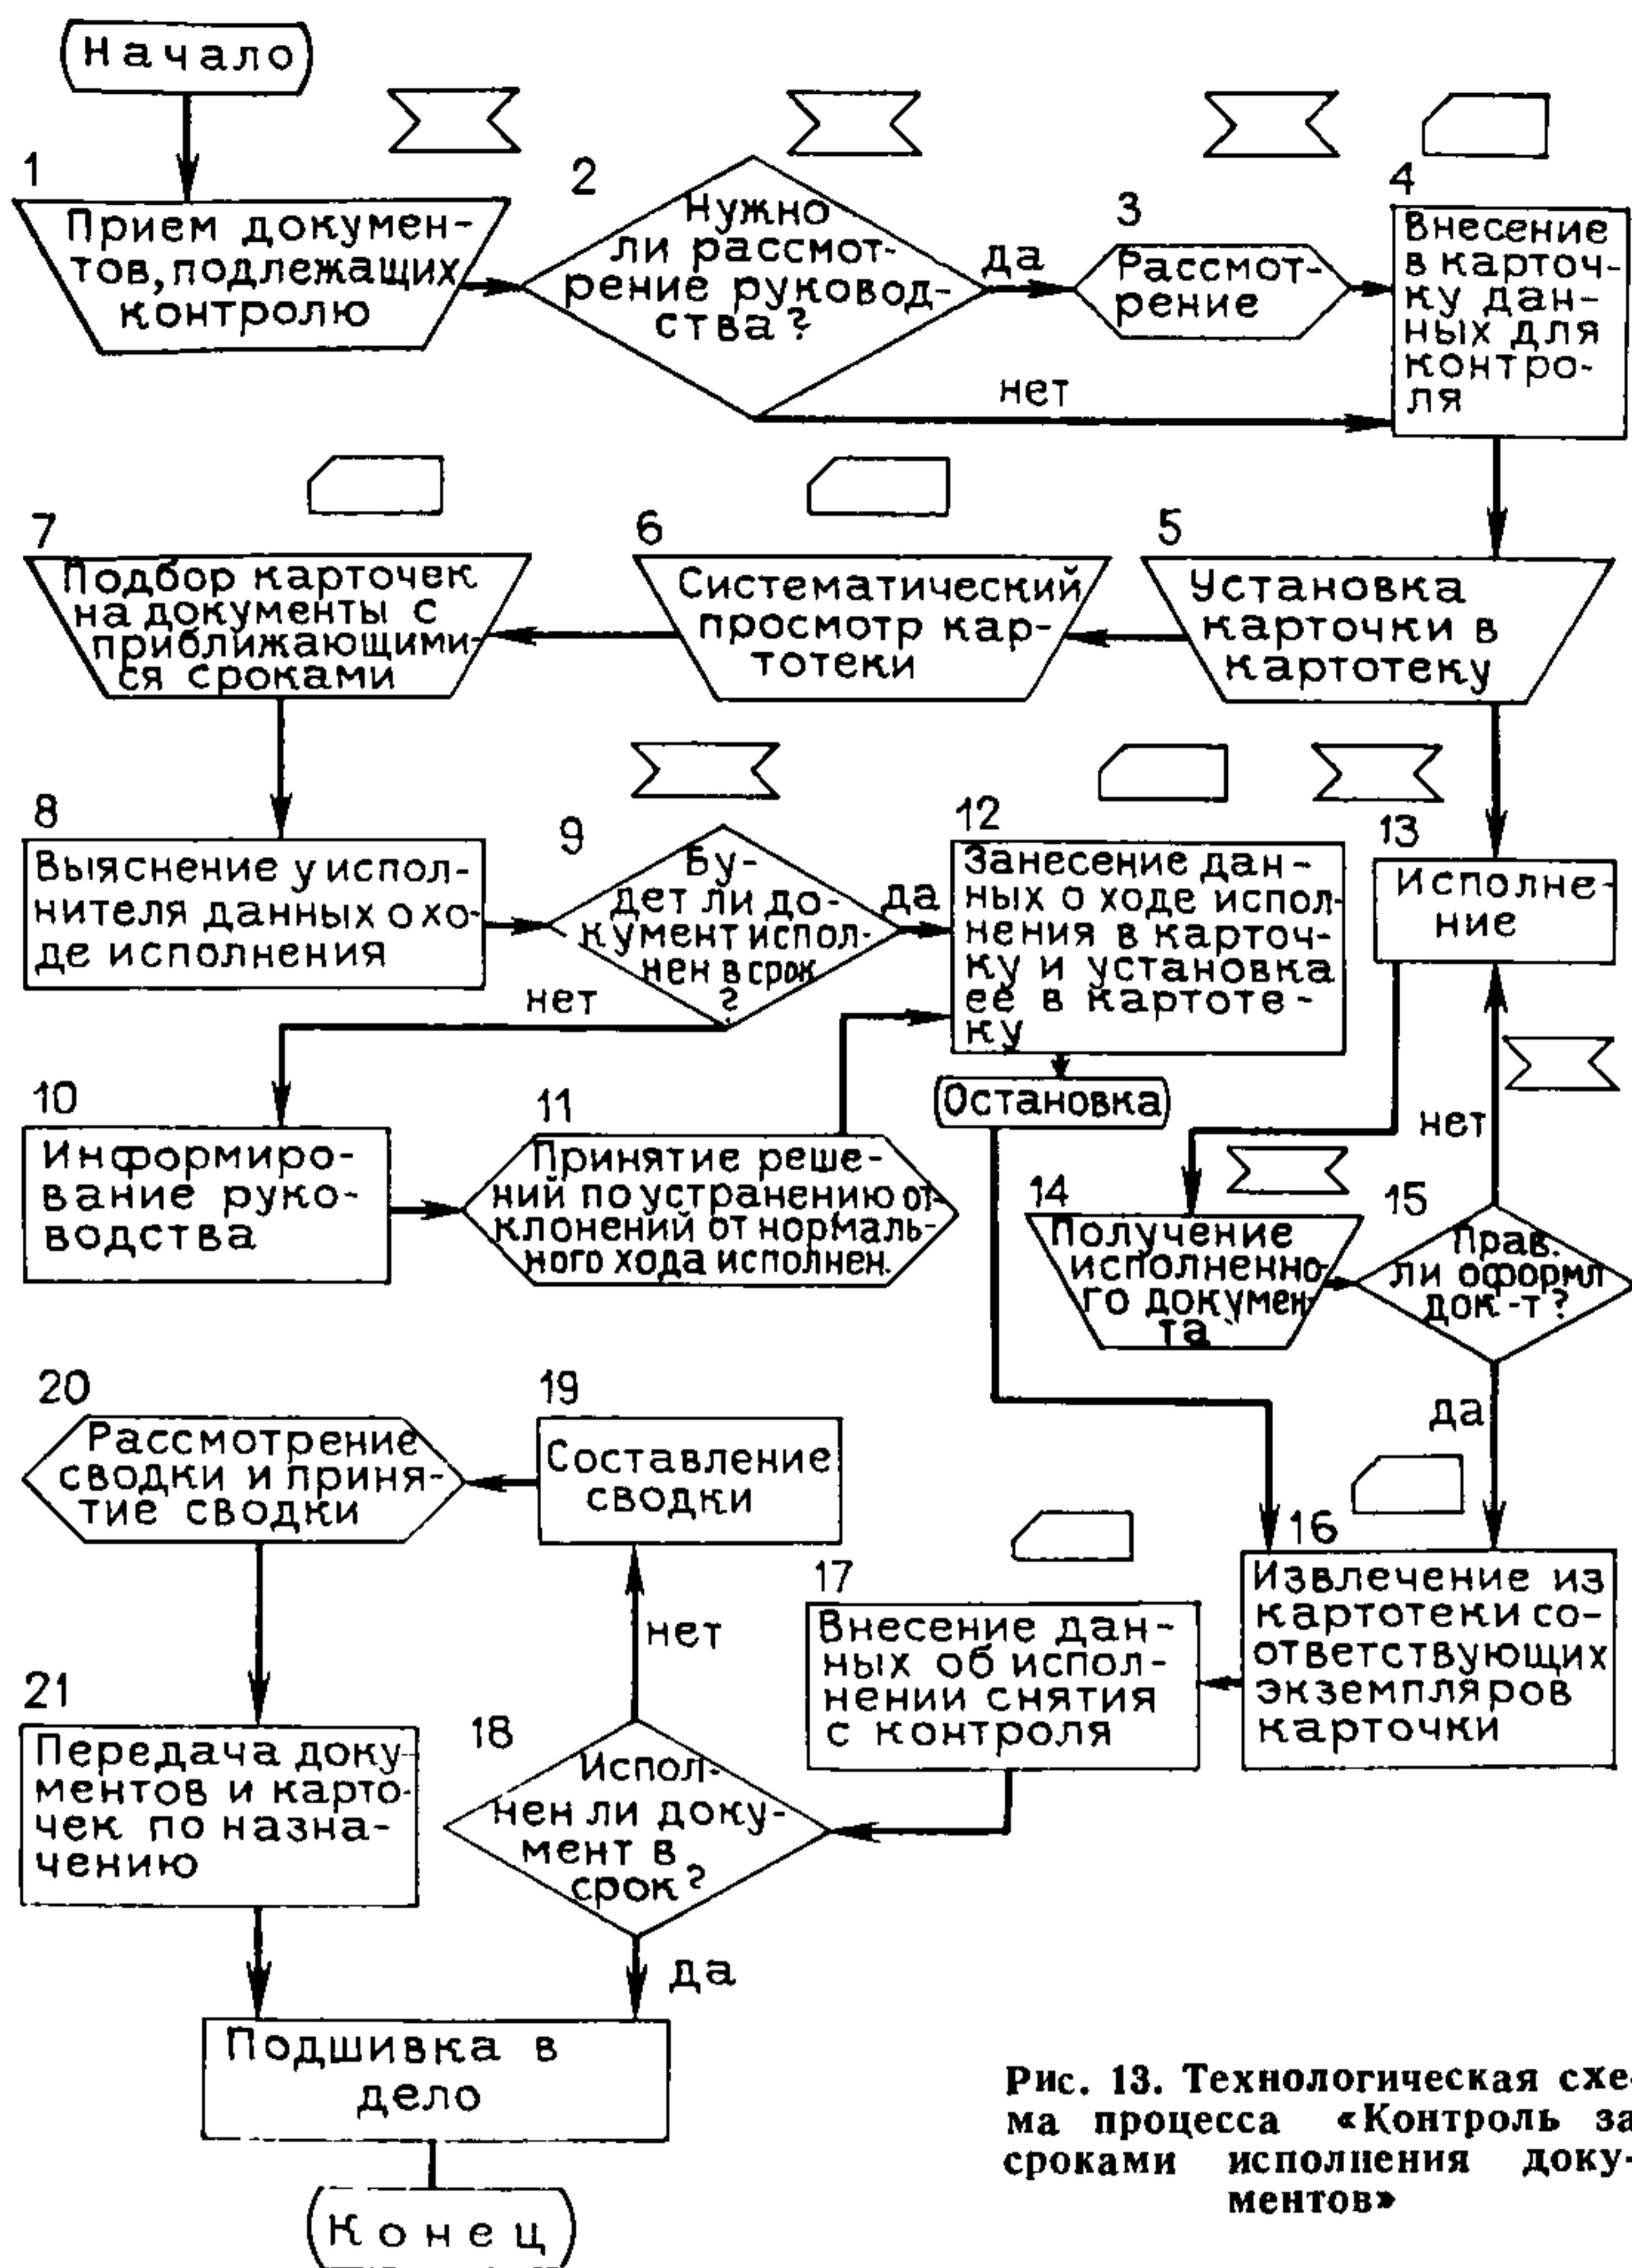 Начало
1
Прием докумен-
тов, подлежащих
контролю
2
Нужно
ли рассмот-
рение руковод-
ства?
да
нет
3
Рассмот-
рение
4
Внесение
в карточ-
ку дан-
ных для
контро-
ля
5
Установка
карточки в
картотеку
6
Систематический
просмотр кар-
тотеки
7
Подбор карточек
на документы с
приближающими-
ся сроками
8
Выяснение у испол-
нителя данных о хо-
де исполнения
9
Бу-
дет ли до-
кумент испол-
нен в срок
?
да
нет
10
Информиро-
вание руко-
водства
11
Принятие реше-
ний по устранению от-
клонений от нормаль-
ного хода исполнен.
12
Занесение дан-
ных о ходе испол-
нения в карточ-
ку и установка
ее в картоте-
ку
Остановка
13
Исполне-
ние
14
Получение
исполненно-
го докумен-
та
15
Прав.
ли оформл
док-т?
нет
да
16
Извлечение из
картотеки со-
ответствующих
экземпляров
карточки
17
Внесение дан-
ных об испол-
нении снятия
с контроля
18
Испол-
нен ли доку-
мент в
срок?
нет
да
19
Составление
сводки
20
Рассмотрение
сводки и приня-
тие сводки
21
Передача доку-
ментов и карто-
чек по назна-
чению
Подшивка в
дело
Конец
Рис. 13. Технологическая схе-
ма процесса «Контроль за
сроками исполнения доку-
ментов»